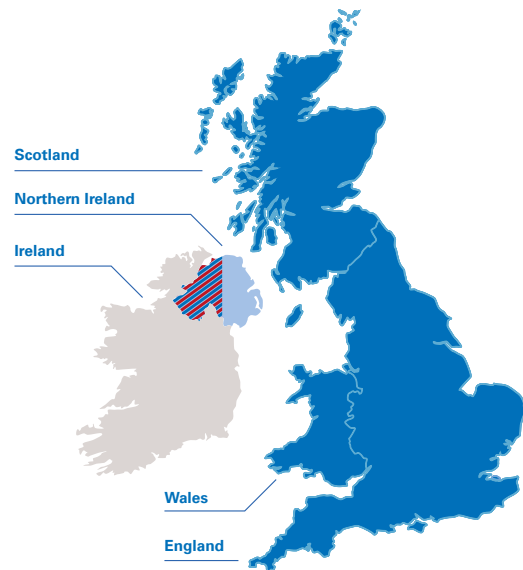 Scotland
Northern Ireland
Ireland
Wales
England